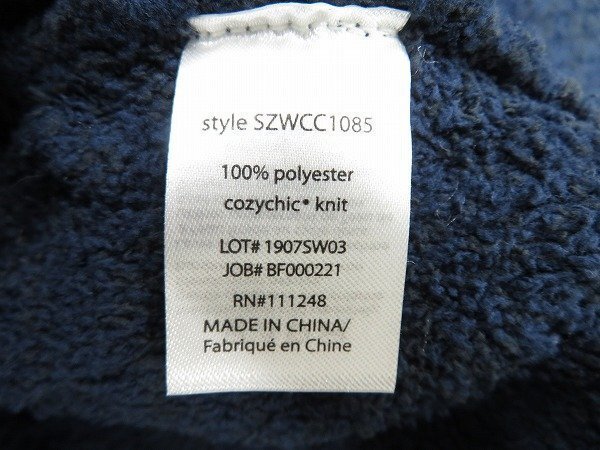 style SZWCC1085
100% polyester
cozychic® knit
LOT# 1907SW03
JOB# BF000221
RN#111248
MADE IN CHINA/
Fabriqué en Chine